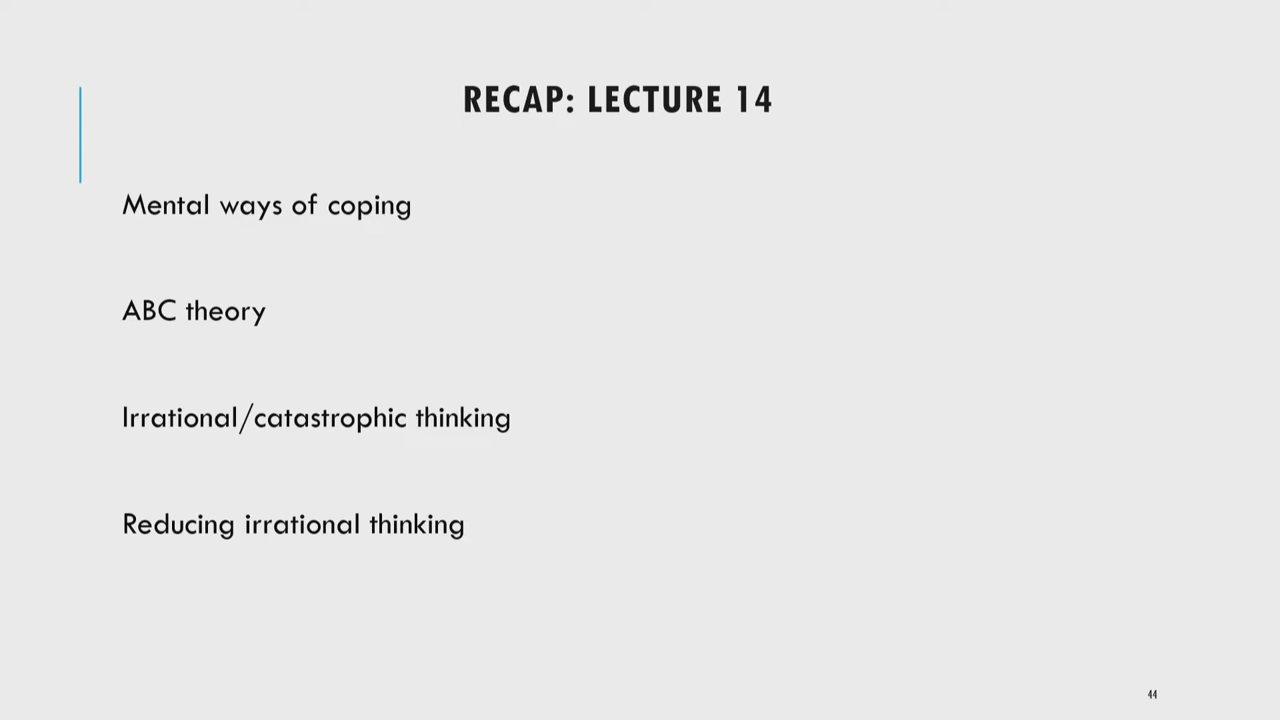 RECAP: LECTURE 14
Mental ways of coping
ABC theory
Irrational/catastrophic thinking
Reducing irrational thinking
44